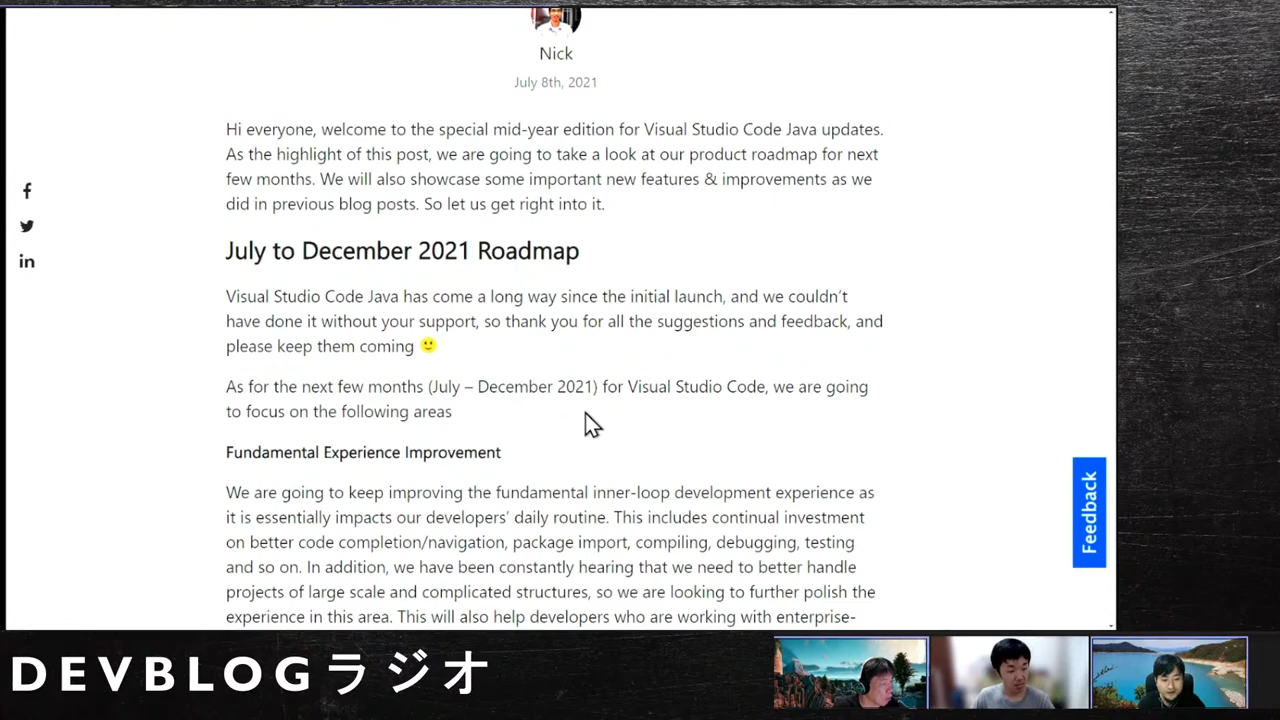 Nick
July 8th, 2021
Hi everyone, welcome to the special mid-year edition for Visual Studio Code Java updates.
As the highlight of this post, we are going to take a look at our product roadmap for next
few months. We will also showcase some important new features & improvements as we
did in previous blog posts. So let us get right into it.
July to December 2021 Roadmap
Visual Studio Code Java has come a long way since the initial launch, and we couldn't
have done it without your support, so thank you for all the suggestions and feedback, and
please keep them coming 🙂
As for the next few months (July – December 2021) for Visual Studio Code, we are going
to focus on the following areas
Fundamental Experience Improvement
We are going to keep improving the fundamental inner-loop development experience as
it is essentially impacts our developers' daily routine. This includes continual investment
on better code completion/navigation, package import, compiling, debugging, testing
and so on. In addition, we have been constantly hearing that we need to better handle
projects of large scale and complicated structures, so we are looking to further polish the
experience in this area. This will also help developers who are working with enterprise-
Feedback
DEVBLOGラジオ